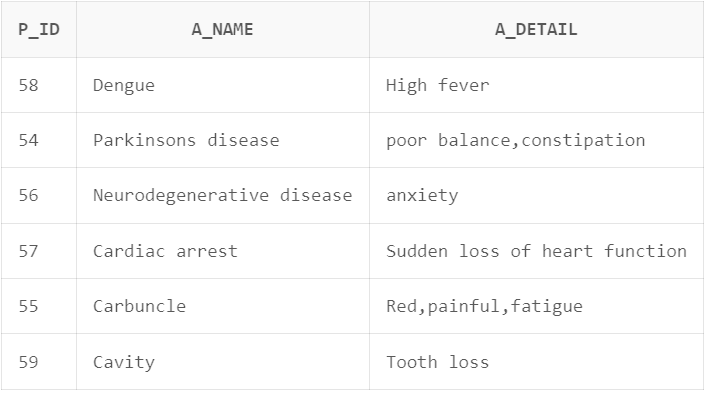 P_ID A_NAME A_DETAIL
58 Dengue High fever
54 Parkinsons disease poor balance,constipation
56 Neurodegenerative disease anxiety
57 Cardiac arrest Sudden loss of heart function
55 Carbuncle Red,painful,fatigue
59 Cavity Tooth loss